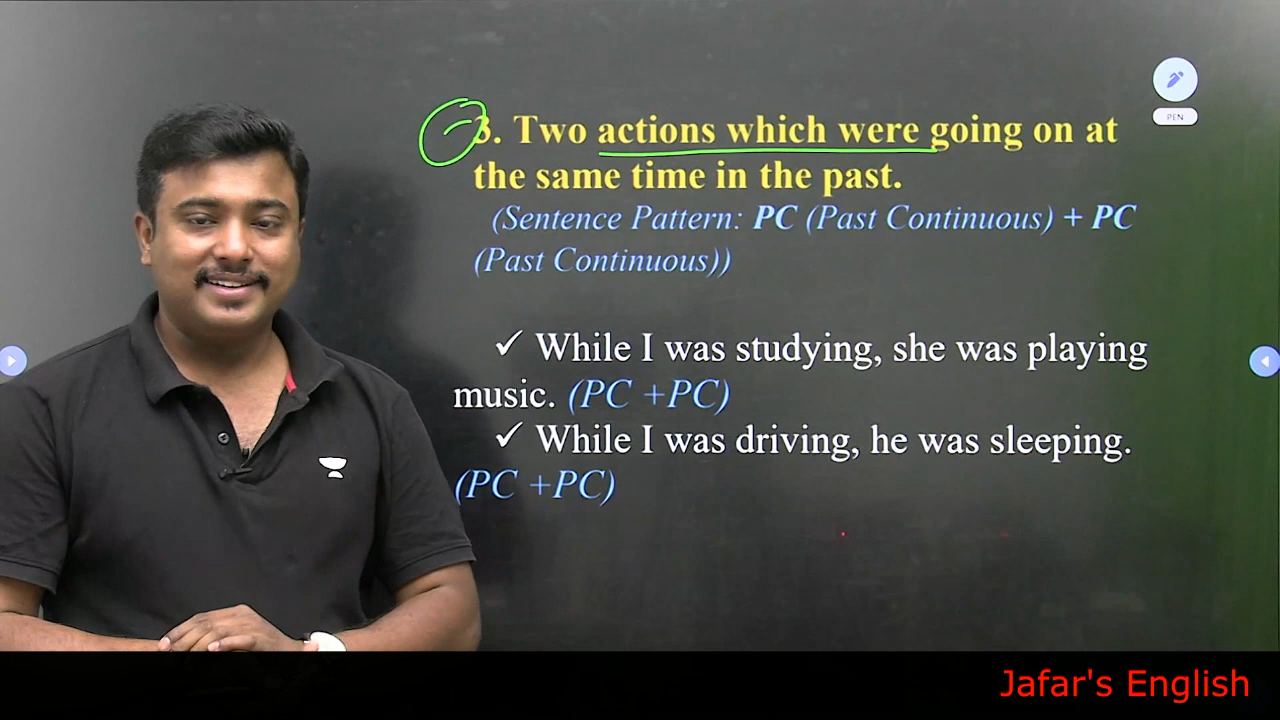 PEN
3. Two actions which were going on at
the same time in the past.
(Sentence Pattern: PC (Past Continuous) + PC
(Past Continuous))
✓ While I was studying, she was playing
music. (PC +PC)
✓ While I was driving, he was sleeping.
(PC +PC)
Jafar's English